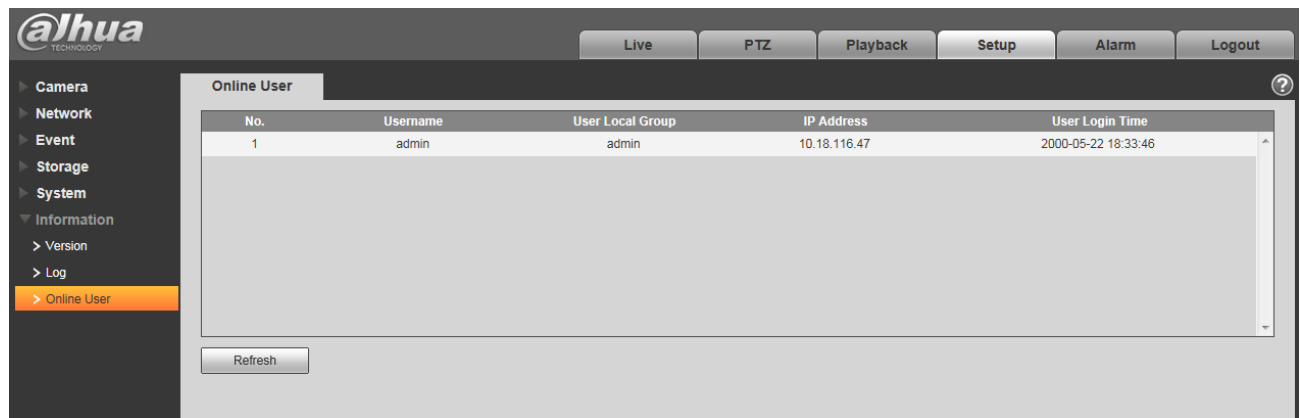 alhua
TECHNOLOGY
Live PTZ Playback Setup Alarm Logout
Camera
Network
Event
Storage
System
Information
> Version
> Log
> Online User
Online User ?
No. Username User Local Group IP Address User Login Time
1 admin admin 10.18.116.47 2000-05-22 18:33:46
Refresh